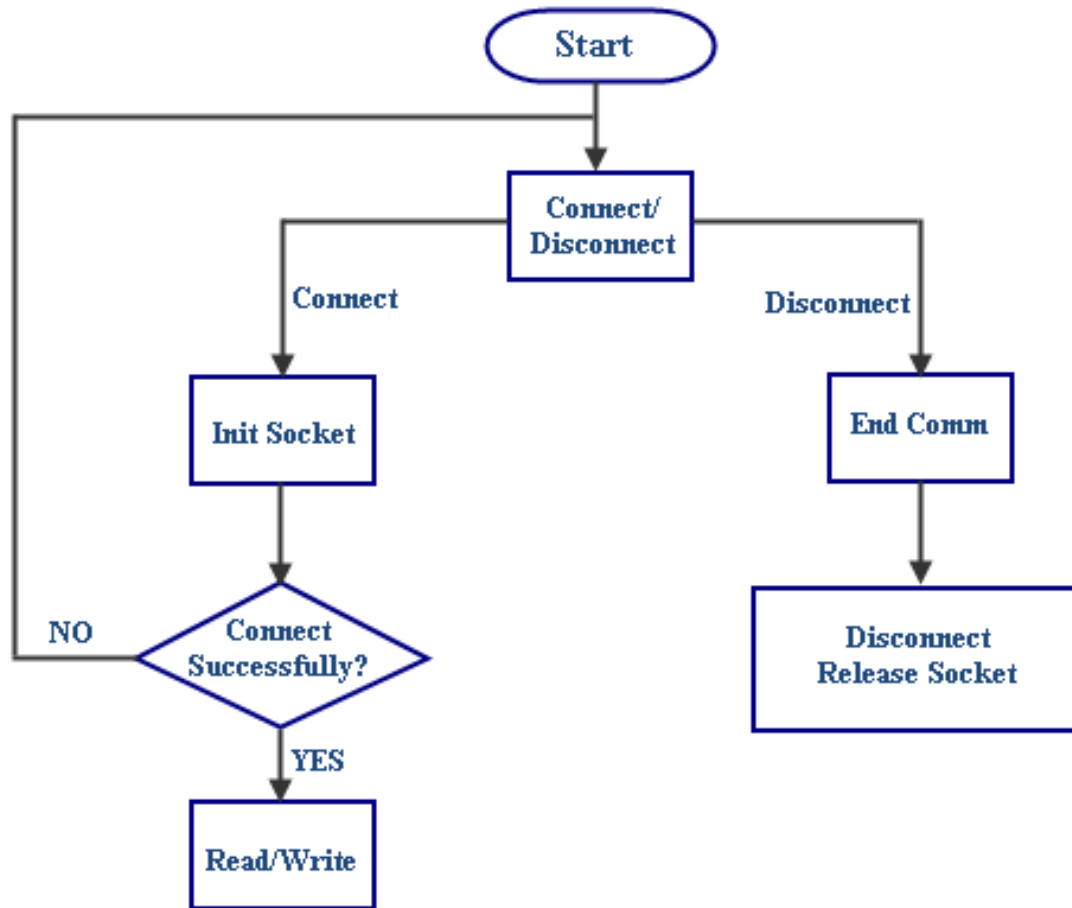 Start
Connect/
Disconnect
Connect
Disconnect
Init Socket
End Comm
NO
Connect
Successfully?
Disconnect
Release Socket
YES
Read/Write